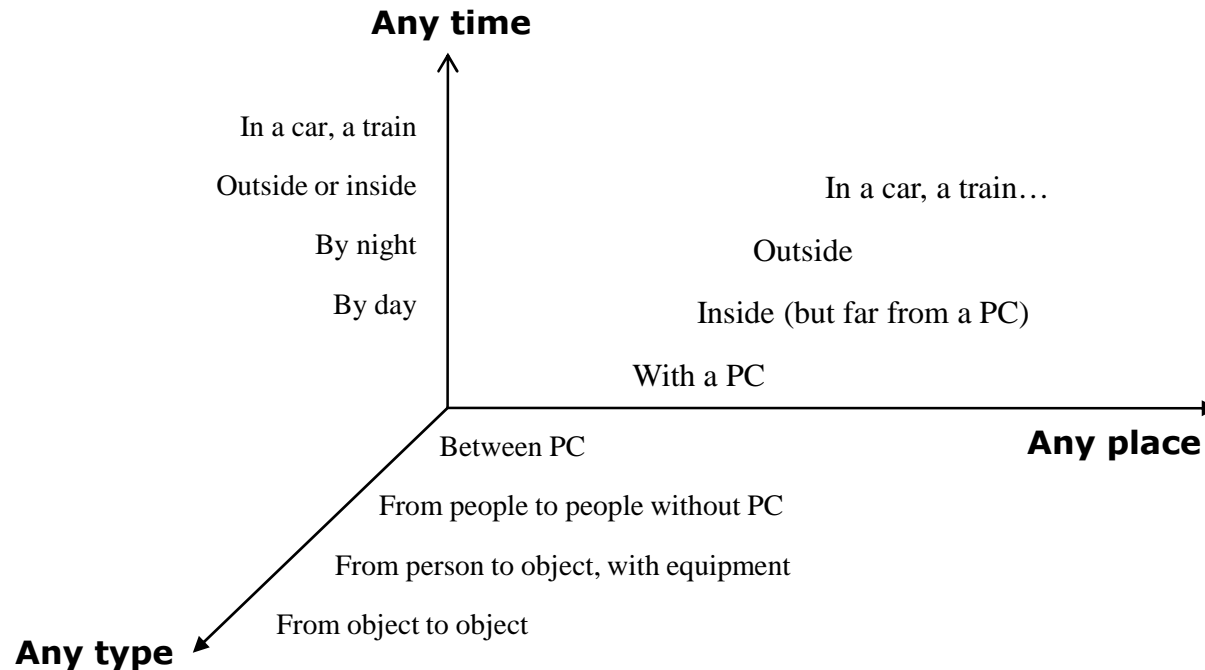 Any time
In a car, a train
Outside or inside
By night
By day
In a car, a train…
Outside
Inside (but far from a PC)
With a PC
Any place
Between PC
From people to people without PC
From person to object, with equipment
From object to object
Any type